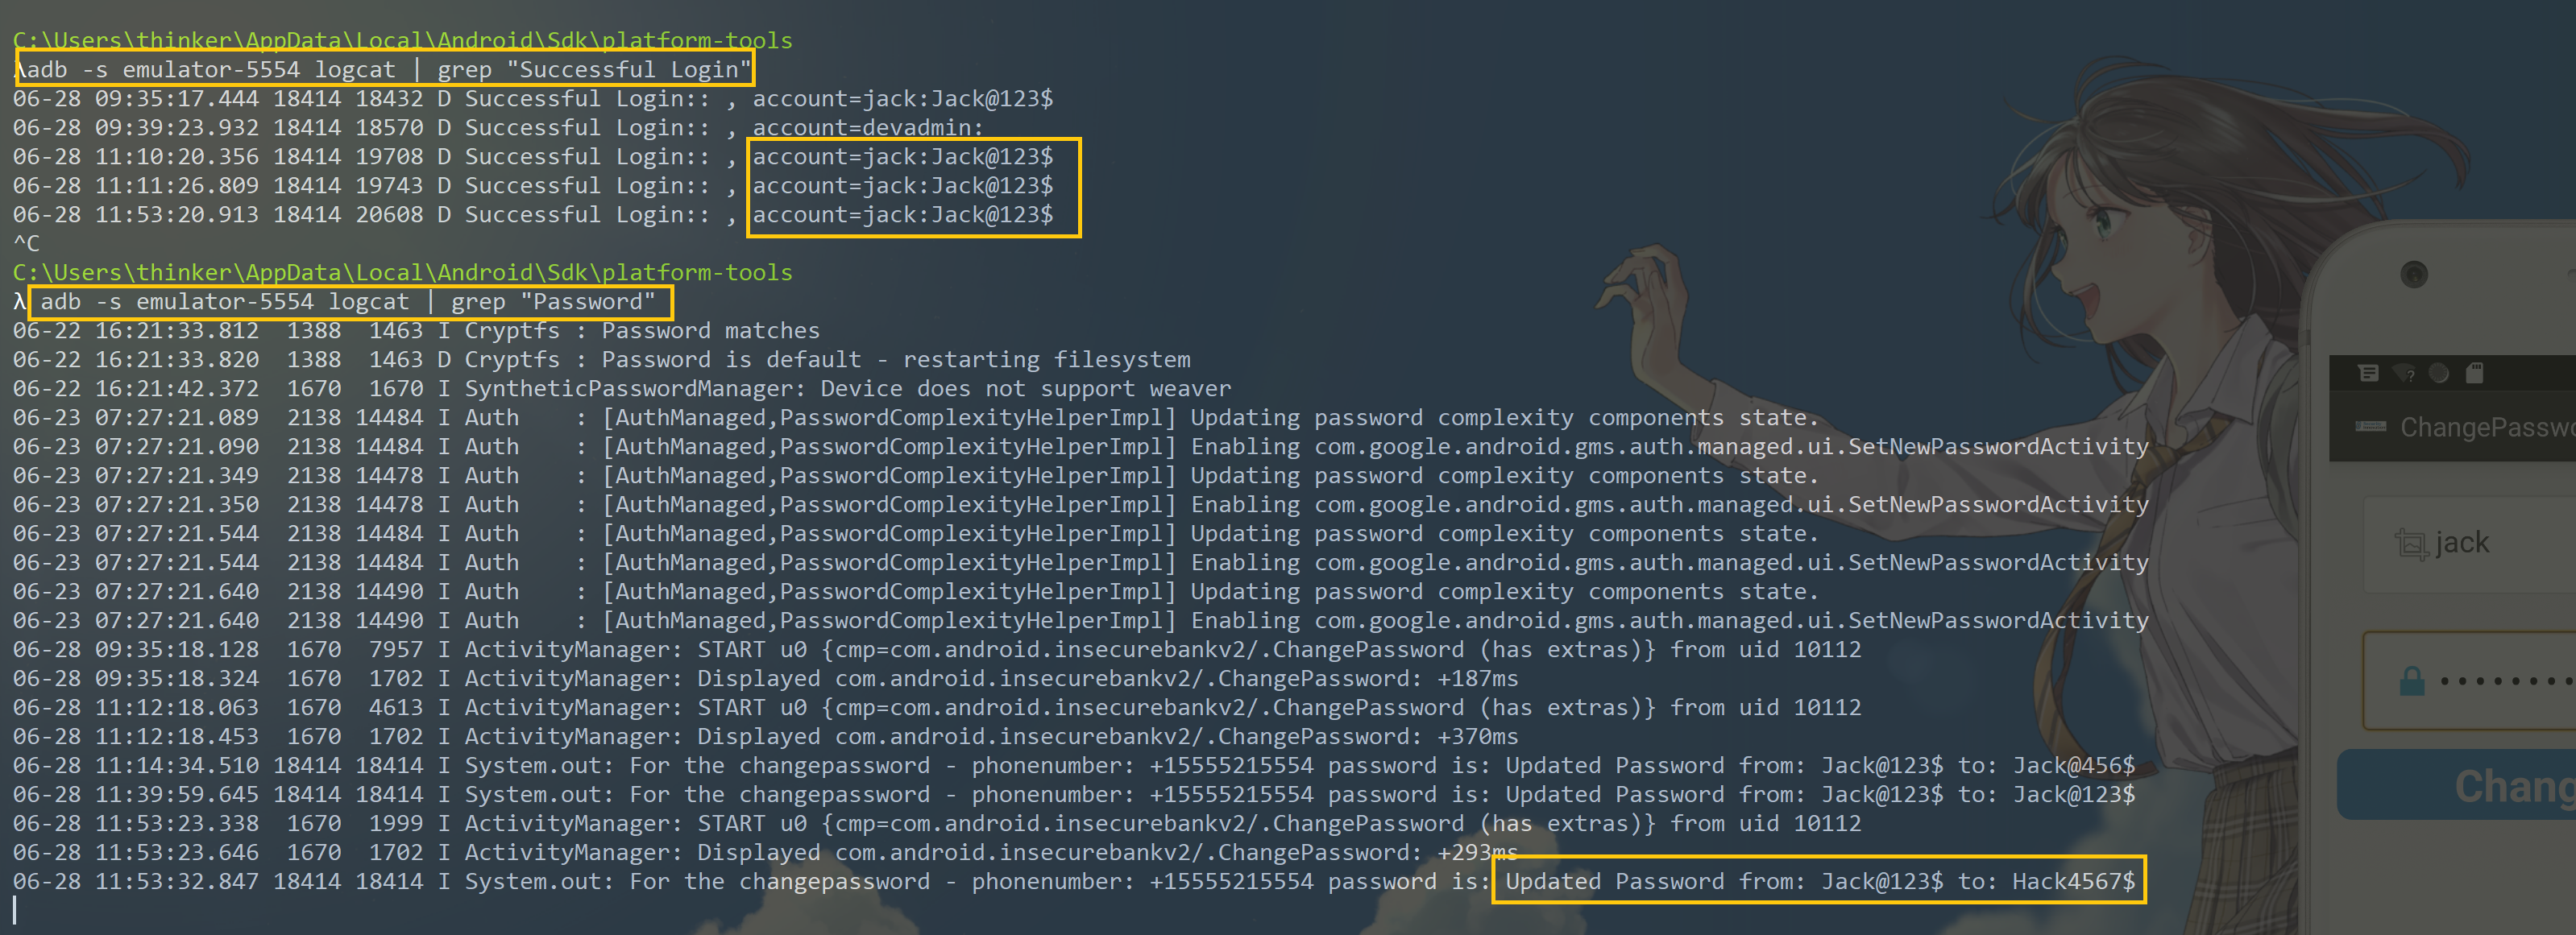 C:\Users\thinker\AppData\Local\Android\Sdk\platform-tools
λadb -s emulator-5554 logcat | grep "Successful Login"
06-28 09:35:17.444 18414 18432 D Successful Login:: , account=jack:Jack@123$
06-28 09:39:23.932 18414 18570 D Successful Login:: , account=devadmin:
06-28 11:10:20.356 18414 19708 D Successful Login:: , account=jack:Jack@123$
06-28 11:11:26.809 18414 19743 D Successful Login:: , account=jack:Jack@123$
06-28 11:53:20.913 18414 20608 D Successful Login:: , account=jack:Jack@123$
^C
C:\Users\thinker\AppData\Local\Android\Sdk\platform-tools
λ adb -s emulator-5554 logcat | grep "Password"
06-22 16:21:33.812  1388  1463 I Cryptfs : Password matches
06-22 16:21:33.820  1388  1463 D Cryptfs : Password is default - restarting filesystem
06-22 16:21:42.372  1670  1670 I SyntheticPasswordManager: Device does not support weaver
06-23 07:27:21.089  2138 14484 I Auth    : [AuthManaged,PasswordComplexityHelperImpl] Updating password complexity components state.
06-23 07:27:21.090  2138 14484 I Auth    : [AuthManaged,PasswordComplexityHelperImpl] Enabling com.google.android.gms.auth.managed.ui.SetNewPasswordActivity
06-23 07:27:21.349  2138 14478 I Auth    : [AuthManaged,PasswordComplexityHelperImpl] Updating password complexity components state.
06-23 07:27:21.350  2138 14478 I Auth    : [AuthManaged,PasswordComplexityHelperImpl] Enabling com.google.android.gms.auth.managed.ui.SetNewPasswordActivity
06-23 07:27:21.544  2138 14484 I Auth    : [AuthManaged,PasswordComplexityHelperImpl] Updating password complexity components state.
06-23 07:27:21.544  2138 14484 I Auth    : [AuthManaged,PasswordComplexityHelperImpl] Enabling com.google.android.gms.auth.managed.ui.SetNewPasswordActivity
06-23 07:27:21.640  2138 14490 I Auth    : [AuthManaged,PasswordComplexityHelperImpl] Updating password complexity components state.
06-23 07:27:21.640  2138 14490 I Auth    : [AuthManaged,PasswordComplexityHelperImpl] Enabling com.google.android.gms.auth.managed.ui.SetNewPasswordActivity
06-28 09:35:18.128  1670  7957 I ActivityManager: START u0 {cmp=com.android.insecurebankv2/.ChangePassword (has extras)} from uid 10112
06-28 09:35:18.324  1670  1702 I ActivityManager: Displayed com.android.insecurebankv2/.ChangePassword: +187ms
06-28 11:12:18.063  1670  4613 I ActivityManager: START u0 {cmp=com.android.insecurebankv2/.ChangePassword (has extras)} from uid 10112
06-28 11:12:18.453  1670  1702 I ActivityManager: Displayed com.android.insecurebankv2/.ChangePassword: +370ms
06-28 11:14:34.510 18414 18414 I System.out: For the changepassword - phonenumber: +15555215554 password is: Updated Password from: Jack@123$ to: Jack@456$
06-28 11:39:59.645 18414 18414 I System.out: For the changepassword - phonenumber: +15555215554 password is: Updated Password from: Jack@123$ to: Jack@123$
06-28 11:53:23.338  1670  1999 I ActivityManager: START u0 {cmp=com.android.insecurebankv2/.ChangePassword (has extras)} from uid 10112
06-28 11:53:23.646  1670  1702 I ActivityManager: Displayed com.android.insecurebankv2/.ChangePassword: +293ms
06-28 11:53:32.847 18414 18414 I System.out: For the changepassword - phonenumber: +15555215554 password is: Updated Password from: Jack@123$ to: Hack4567$
ChangePasswo
jack
Chang